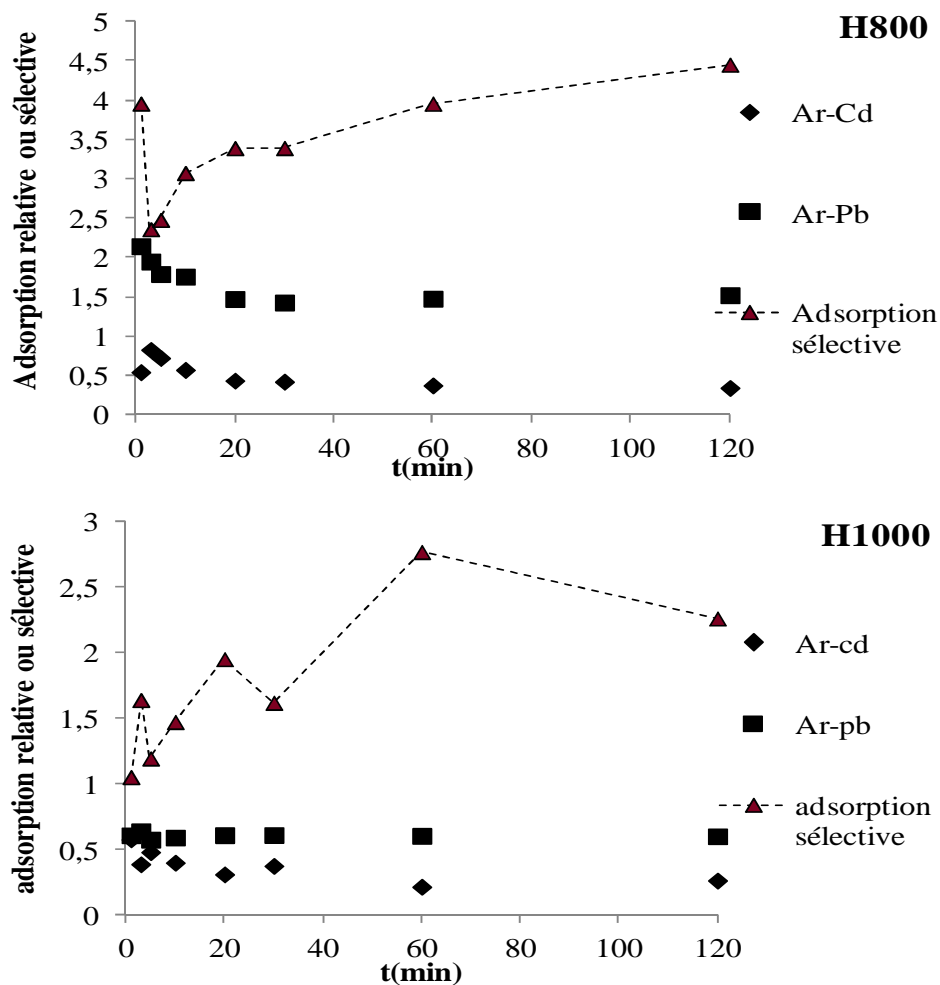 H800
Adsorption relative ou sélective
5
4,5
4
3,5
3
2,5
2
1,5
1
0,5
0
0 20 40 60 80 100 120
t(min)
Ar-Cd
Ar-Pb
Adsorption
sélective
H1000
adsorption relative ou sélective
3
2,5
2
1,5
1
0,5
0
0 20 40 60 80 100 120
t(min)
Ar-cd
Ar-pb
adsorption
sélective